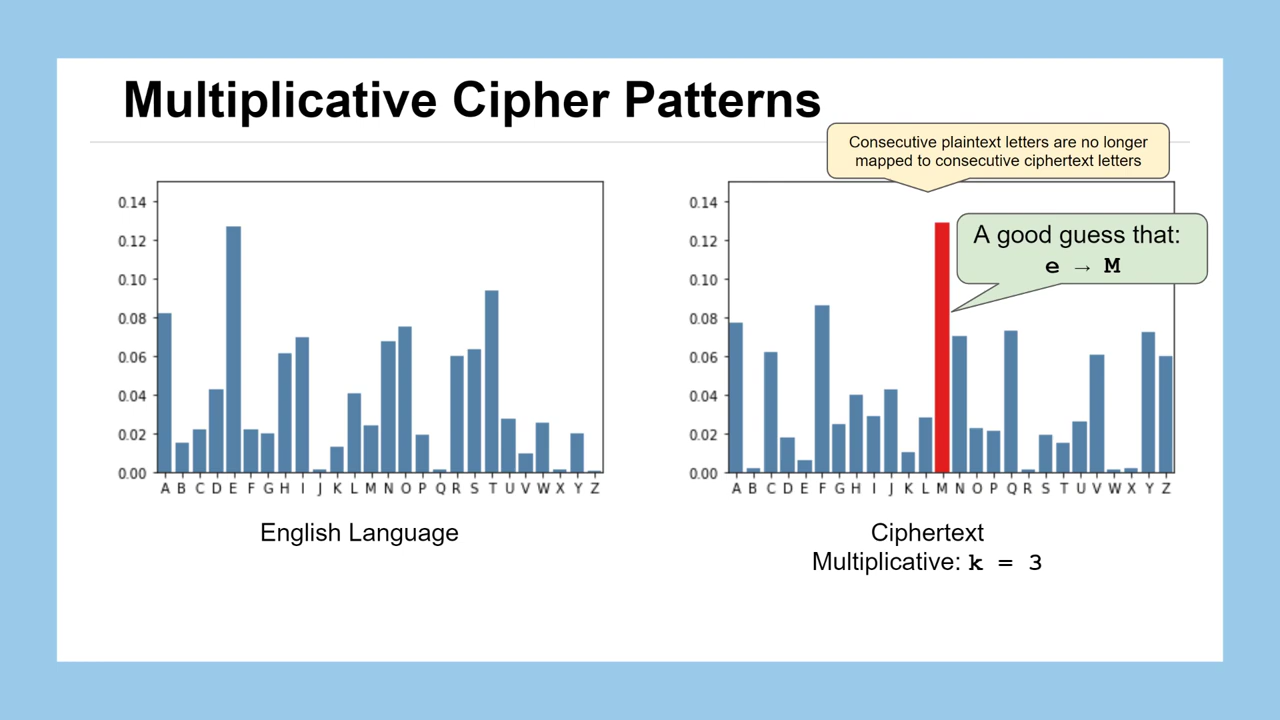 Multiplicative Cipher Patterns
Consecutive plaintext letters are no longer
mapped to consecutive ciphertext letters
A good guess that:
e → M
0.14
0.12
0.10
0.08
0.06
0.04
0.02
0.00
A B C D E F G H I J K L M N O P Q R S T U V W X Y Z
English Language
0.14
0.12
0.10
0.08
0.06
0.04
0.02
0.00
A B C D E F G H I J K L M N O P Q R S T U V W X Y Z
Ciphertext
Multiplicative: k = 3